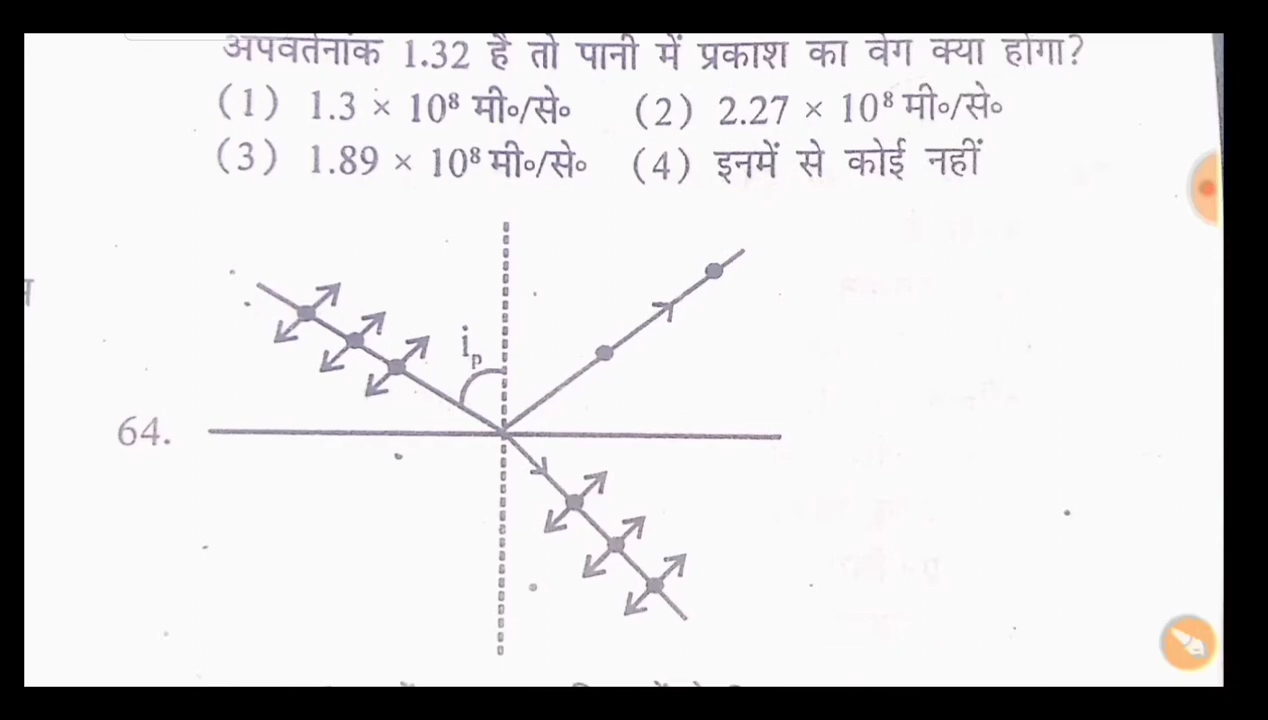 अपवर्तनांक 1.32 है तो पानी में प्रकाश का वेग क्या होगा?
(1) 1.3 × 10⁸ मी०/से० (2) 2.27 × 10⁸ मी०/से०
(3) 1.89 × 10⁸ मी०/से० (4) इनमें से कोई नहीं
iₚ
64.